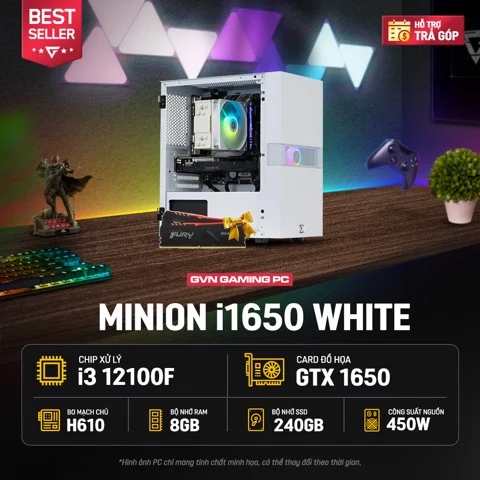 BEST
SELLER
HỖ TRỢ
TRẢ GÓP
FURY
GVN GAMING PC
MINION i1650 WHITE
CHIP XỬ LÝ
i3 12100F
CARD ĐỒ HỌA
GTX 1650
BO MẠCH CHỦ
H610
BỘ NHỚ RAM
8GB
BỘ NHỚ SSD
240GB
CÔNG SUẤT NGUỒN
450W
*Hình ảnh PC chỉ mang tính chất minh họa, có thể thay đổi theo thời gian.